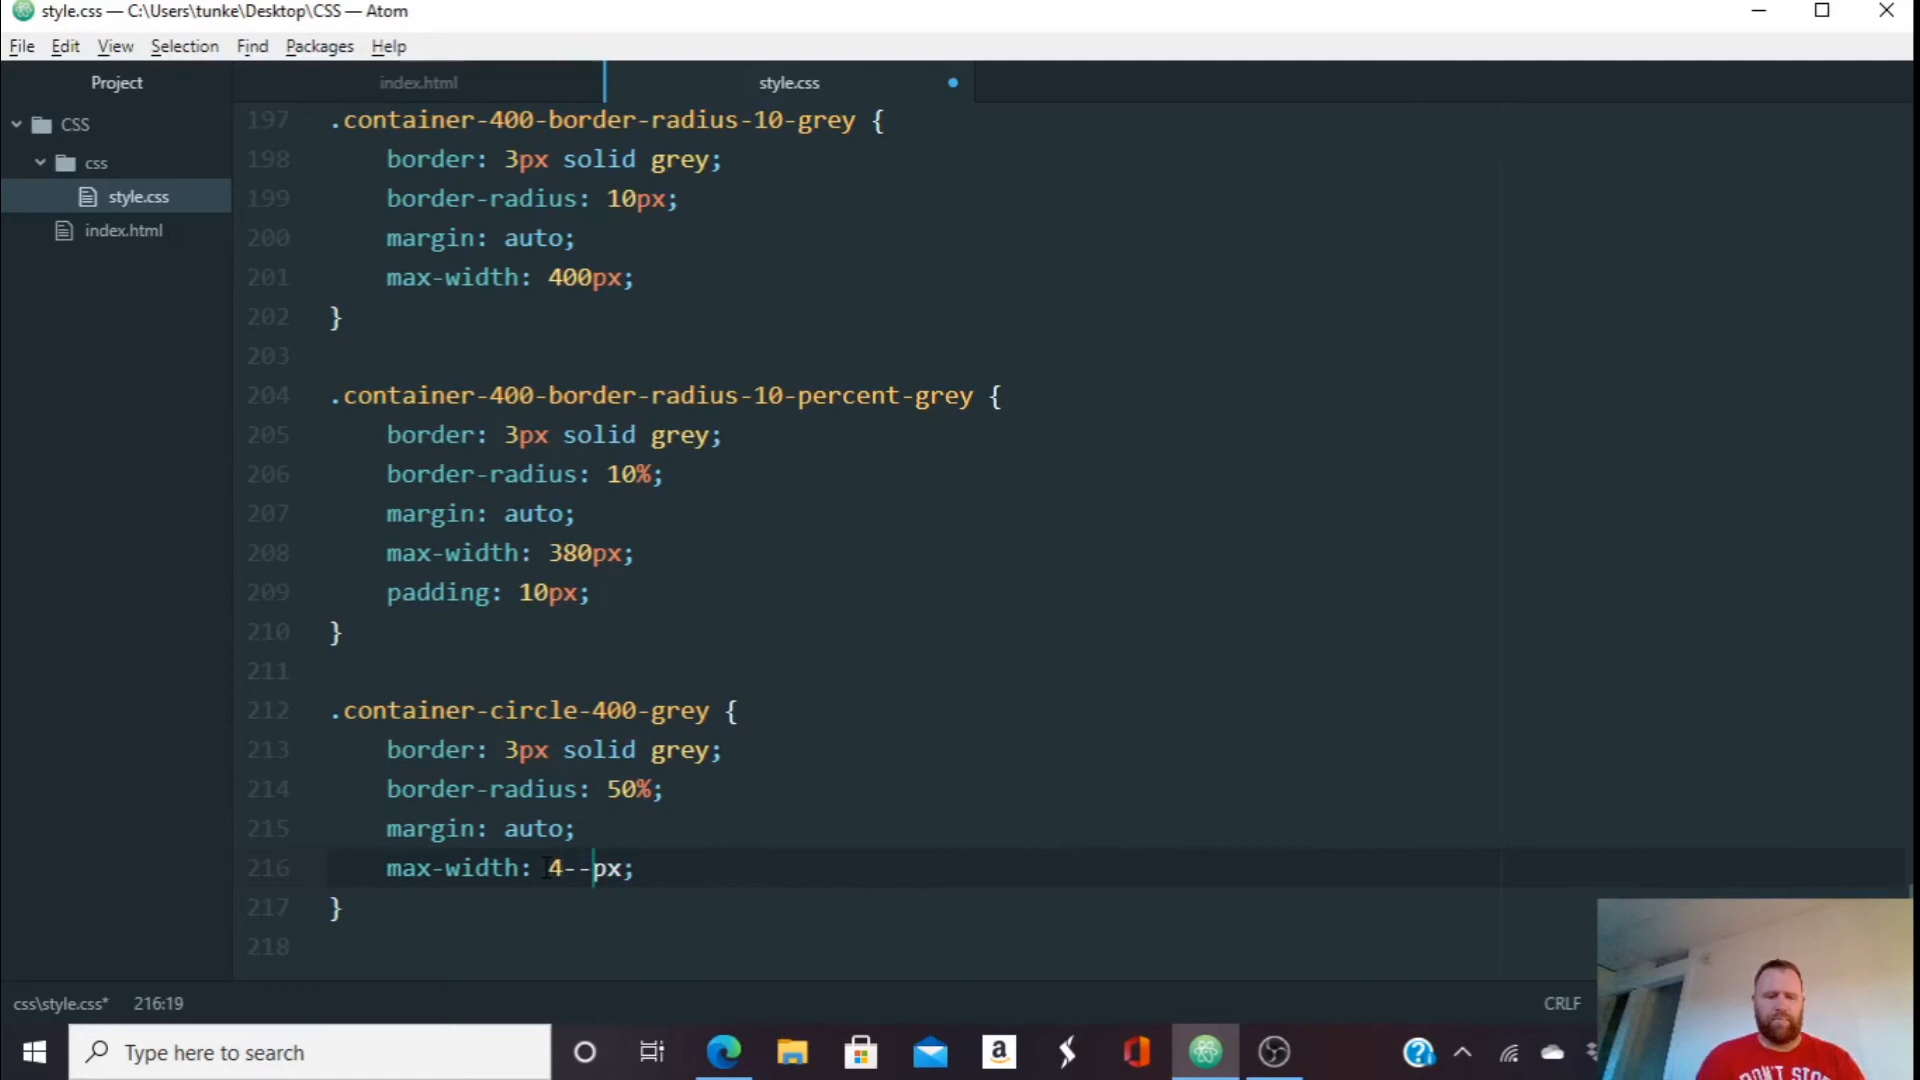 style.css — C:\Users\tunke\Desktop\CSS — Atom
File Edit View Selection Find Packages Help
Project
index.html
style.css
CSS
css
style.css
index.html
197 .container-400-border-radius-10-grey {
198 border: 3px solid grey;
199 border-radius: 10px;
200 margin: auto;
201 max-width: 400px;
202 }
203
204 .container-400-border-radius-10-percent-grey {
205 border: 3px solid grey;
206 border-radius: 10%;
207 margin: auto;
208 max-width: 380px;
209 padding: 10px;
210 }
211
212 .container-circle-400-grey {
213 border: 3px solid grey;
214 border-radius: 50%;
215 margin: auto;
216 max-width: 4--px;
217 }
218
css\style.css* 216:19
CRLF
Type here to search
a
DON'T STO